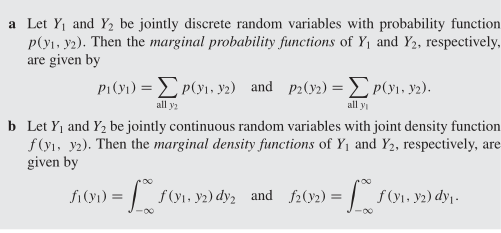 a Let Y₁ and Y₂ be jointly discrete random variables with probability function
p(y₁, y₂). Then the marginal probability functions of Y₁ and Y₂, respectively,
are given by
p₁(y₁) = ∑ p(y₁, y₂) and p₂(y₂) = ∑ p(y₁, y₂).
all y₂ all y₁
b Let Y₁ and Y₂ be jointly continuous random variables with joint density function
f(y₁, y₂). Then the marginal density functions of Y₁ and Y₂, respectively, are
given by
f₁(y₁) = ∫_{-∞}^{∞} f(y₁, y₂) dy₂ and f₂(y₂) = ∫_{-∞}^{∞} f(y₁, y₂) dy₁.